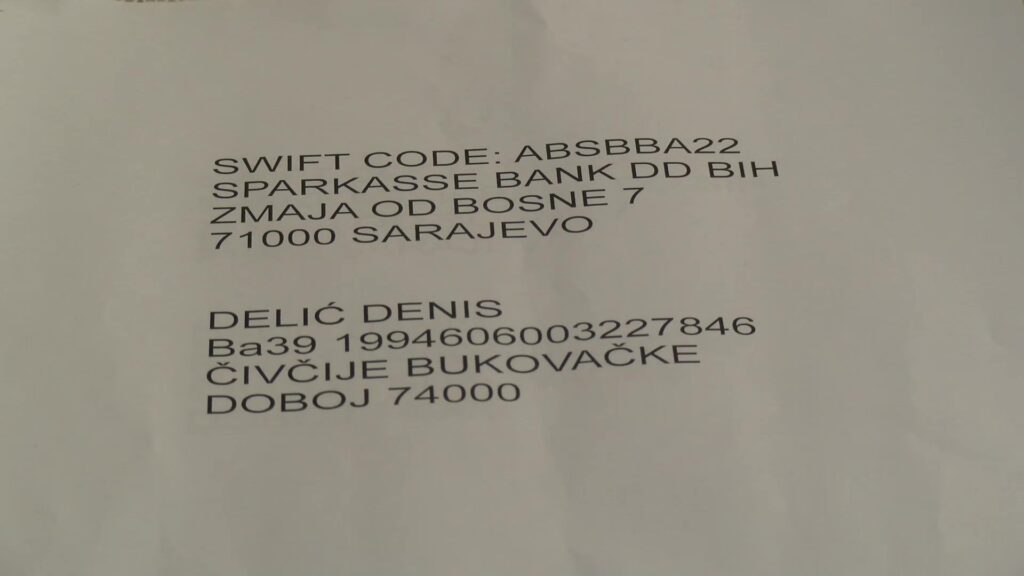 SWIFT CODE: ABSBBA22
SPARKASSE BANK DD BIH
ZMAJA OD BOSNE 7
71000 SARAJEVO
DELIĆ DENIS
Ba39 1994606003227846
ČIVČIJE BUKOVAČKE
DOBOJ 74000